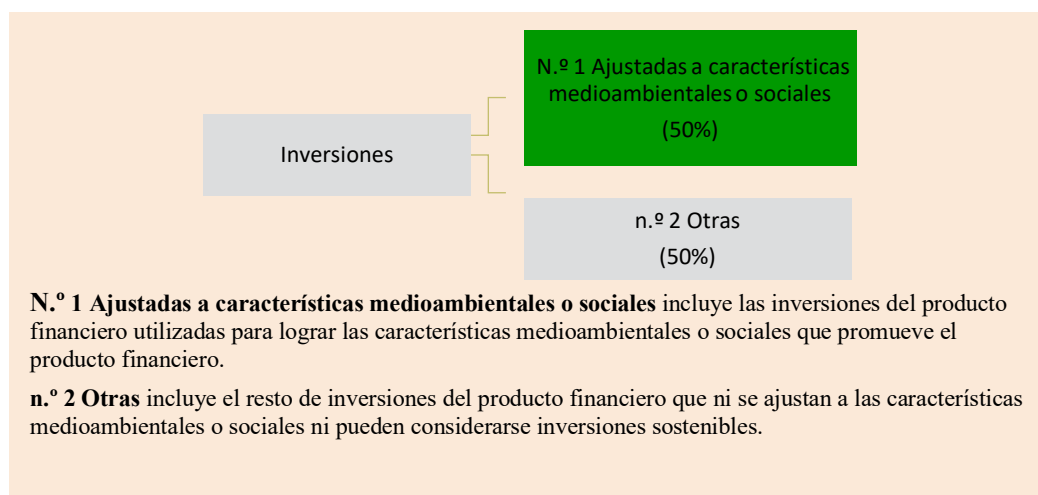 N.º 1 Ajustadas a características
medioambientales o sociales
(50%)
Inversiones
n.º 2 Otras
(50%)
N.º 1 Ajustadas a características medioambientales o sociales incluye las inversiones del producto
financiero utilizadas para lograr las características medioambientales o sociales que promueve el
producto financiero.
n.º 2 Otras incluye el resto de inversiones del producto financiero que ni se ajustan a las características
medioambientales o sociales ni pueden considerarse inversiones sostenibles.